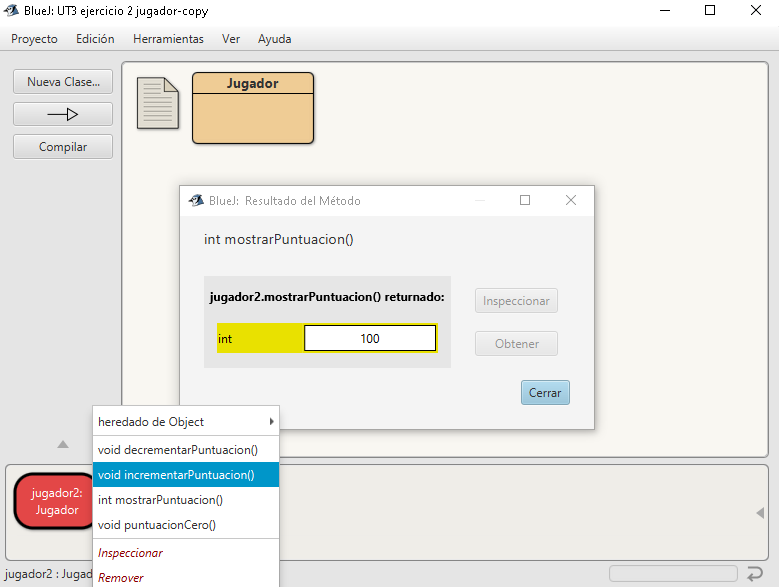 BlueJ: UT3 ejercicio 2 jugador-copy
Proyecto Edición Herramientas Ver Ayuda
Nueva Clase...
Compilar
Jugador
BlueJ: Resultado del Método
int mostrarPuntuacion()
jugador2.mostrarPuntuacion() returnado:
int 100
Inspeccionar
Obtener
Cerrar
heredado de Object
void decrementarPuntuacion()
void incrementarPuntuacion()
int mostrarPuntuacion()
void puntuacionCero()
Inspeccionar
Remover
jugador2:
Jugador
jugador2 : Jugad